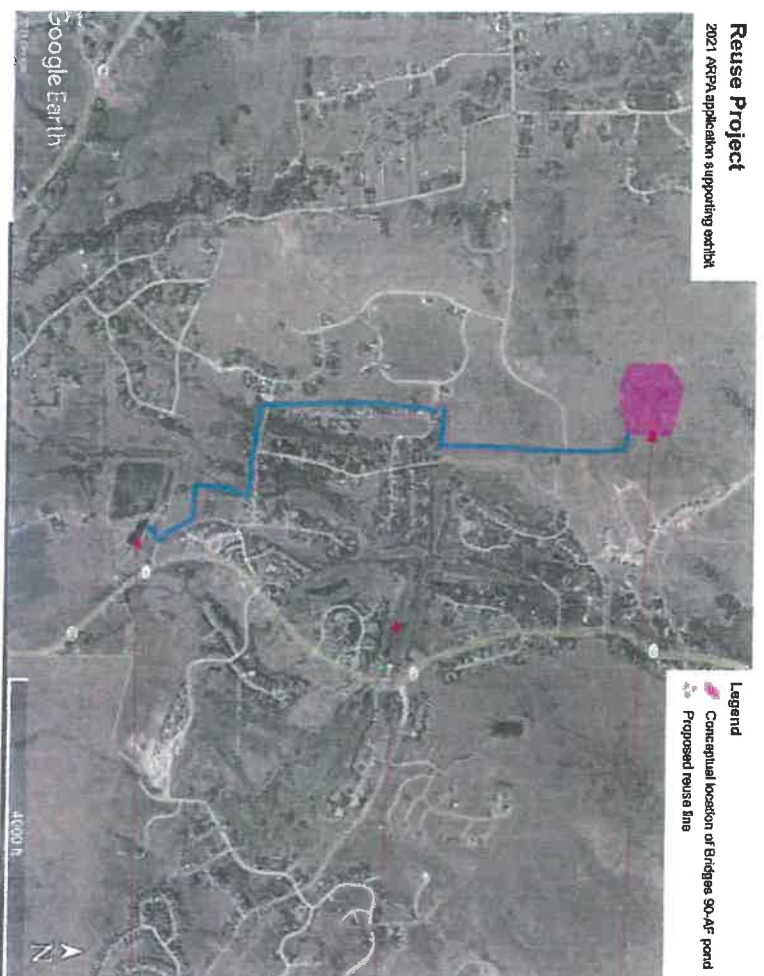 Reuse Project
2021 ARPA application supporting exhibit
Legend
Conceptual location of Bridges 90-AF pond
Proposed reuse line
Google Earth
4000 ft
N